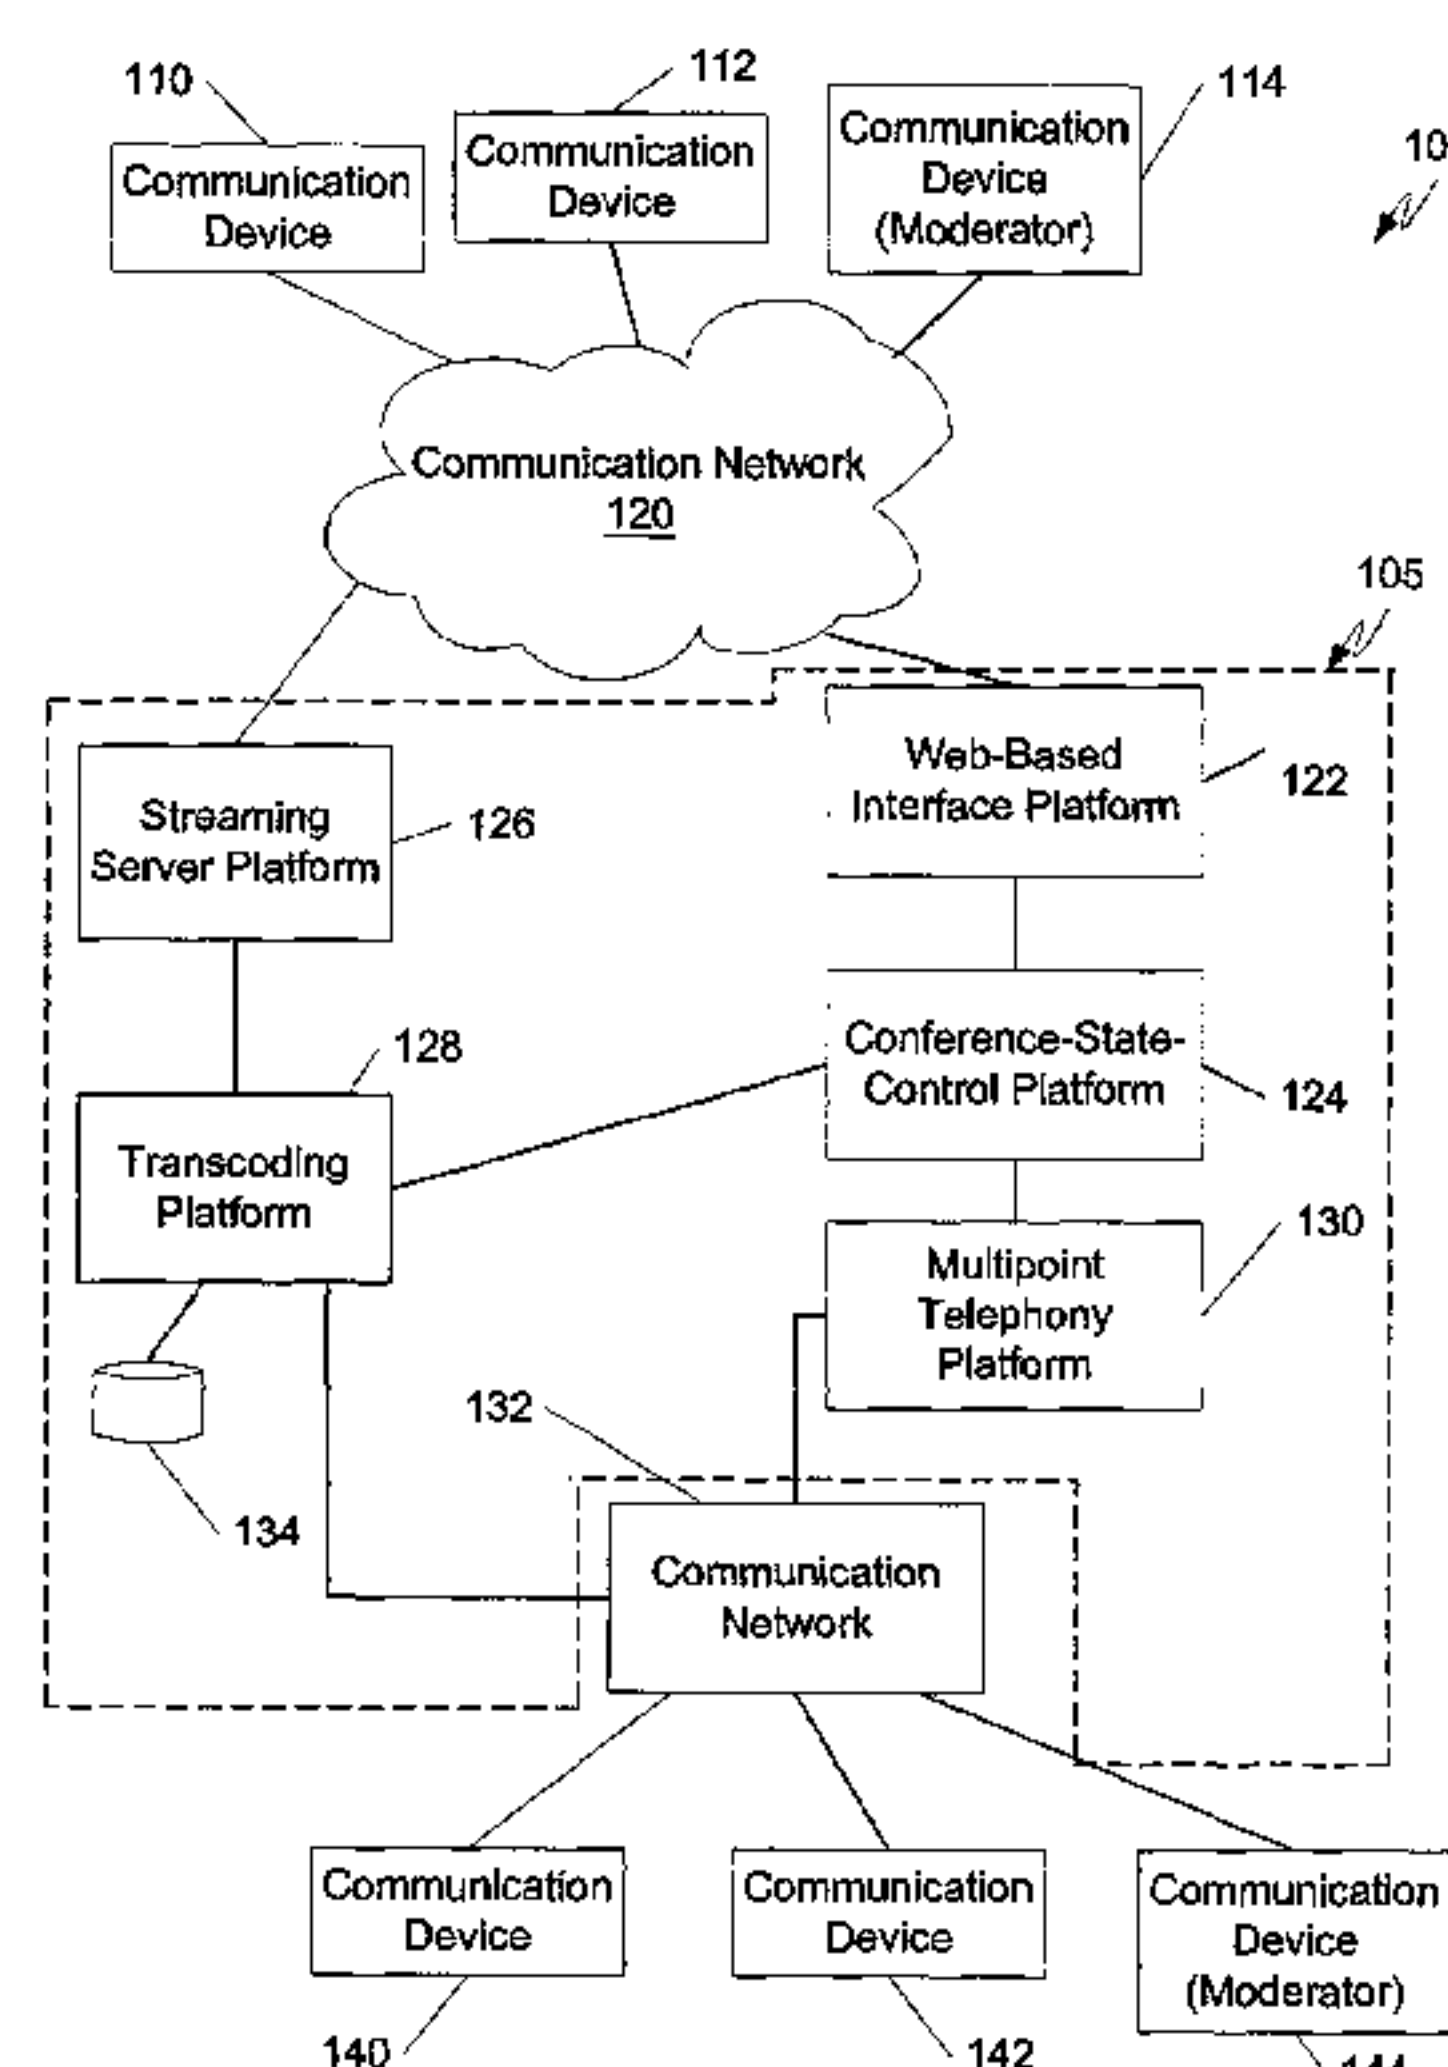 110
112
114
Communication
Device
Communication
Device
Communication
Device
(Moderator)
10
Communication Network
120
105
Web-Based
Interface Platform
122
Streaming
Server Platform
126
128
Conference-State-
Control Platform
124
Transcoding
Platform
130
Multipoint
Telephony
Platform
132
134
Communication
Network
Communication
Device
Communication
Device
Communication
Device
(Moderator)
140
142